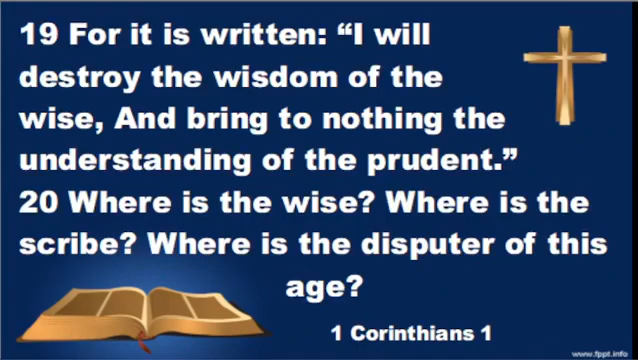 19 For it is written: “I will
destroy the wisdom of the
wise, And bring to nothing the
understanding of the prudent.”
20 Where is the wise? Where is the
scribe? Where is the disputer of this
age?
1 Corinthians 1
www.fppt.info